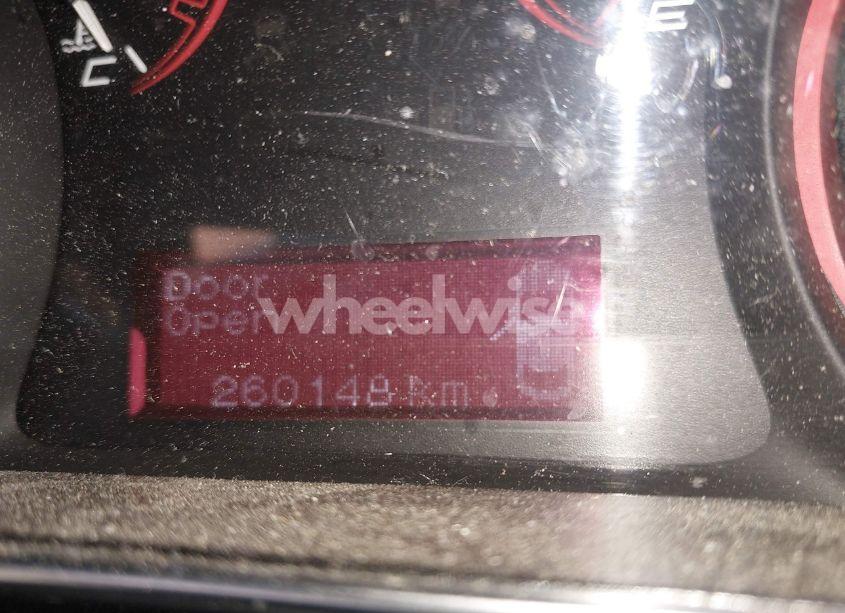 C
E
Door
Open
wheelwise
260148 km